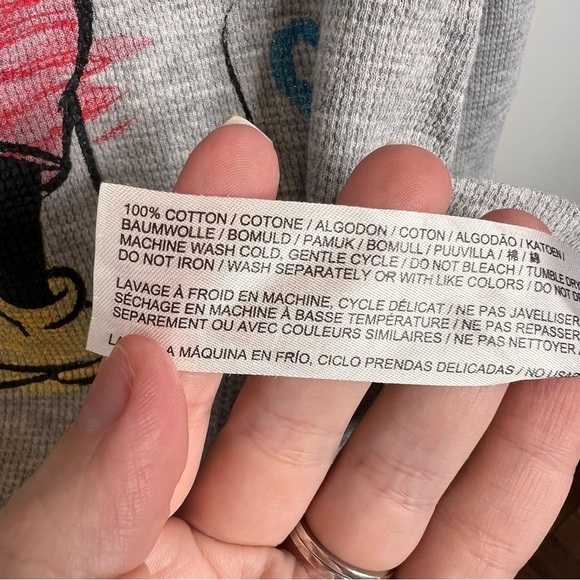 100% COTTON / COTONE / ALGODON / COTON / ALGODÃO / KATOEN /
BAUMWOLLE / BOMULD / PAMUK / BOMULL / PUUVILLA / 棉 / 綿
MACHINE WASH COLD, GENTLE CYCLE / DO NOT BLEACH / TUMBLE DRY
DO NOT IRON / WASH SEPARATELY OR WITH LIKE COLORS / DO NOT
LAVAGE À FROID EN MACHINE, CYCLE DÉLICAT / NE PAS JAVELLISER
SÉCHAGE EN MACHINE À BASSE TEMPÉRATURE / NE PAS REPASSER
SEPAREMENT OU AVEC COULEURS SIMILAIRES / NE PAS NETTOYER
A MÁQUINA EN FRÍO, CICLO PRENDAS DELICADAS / NO